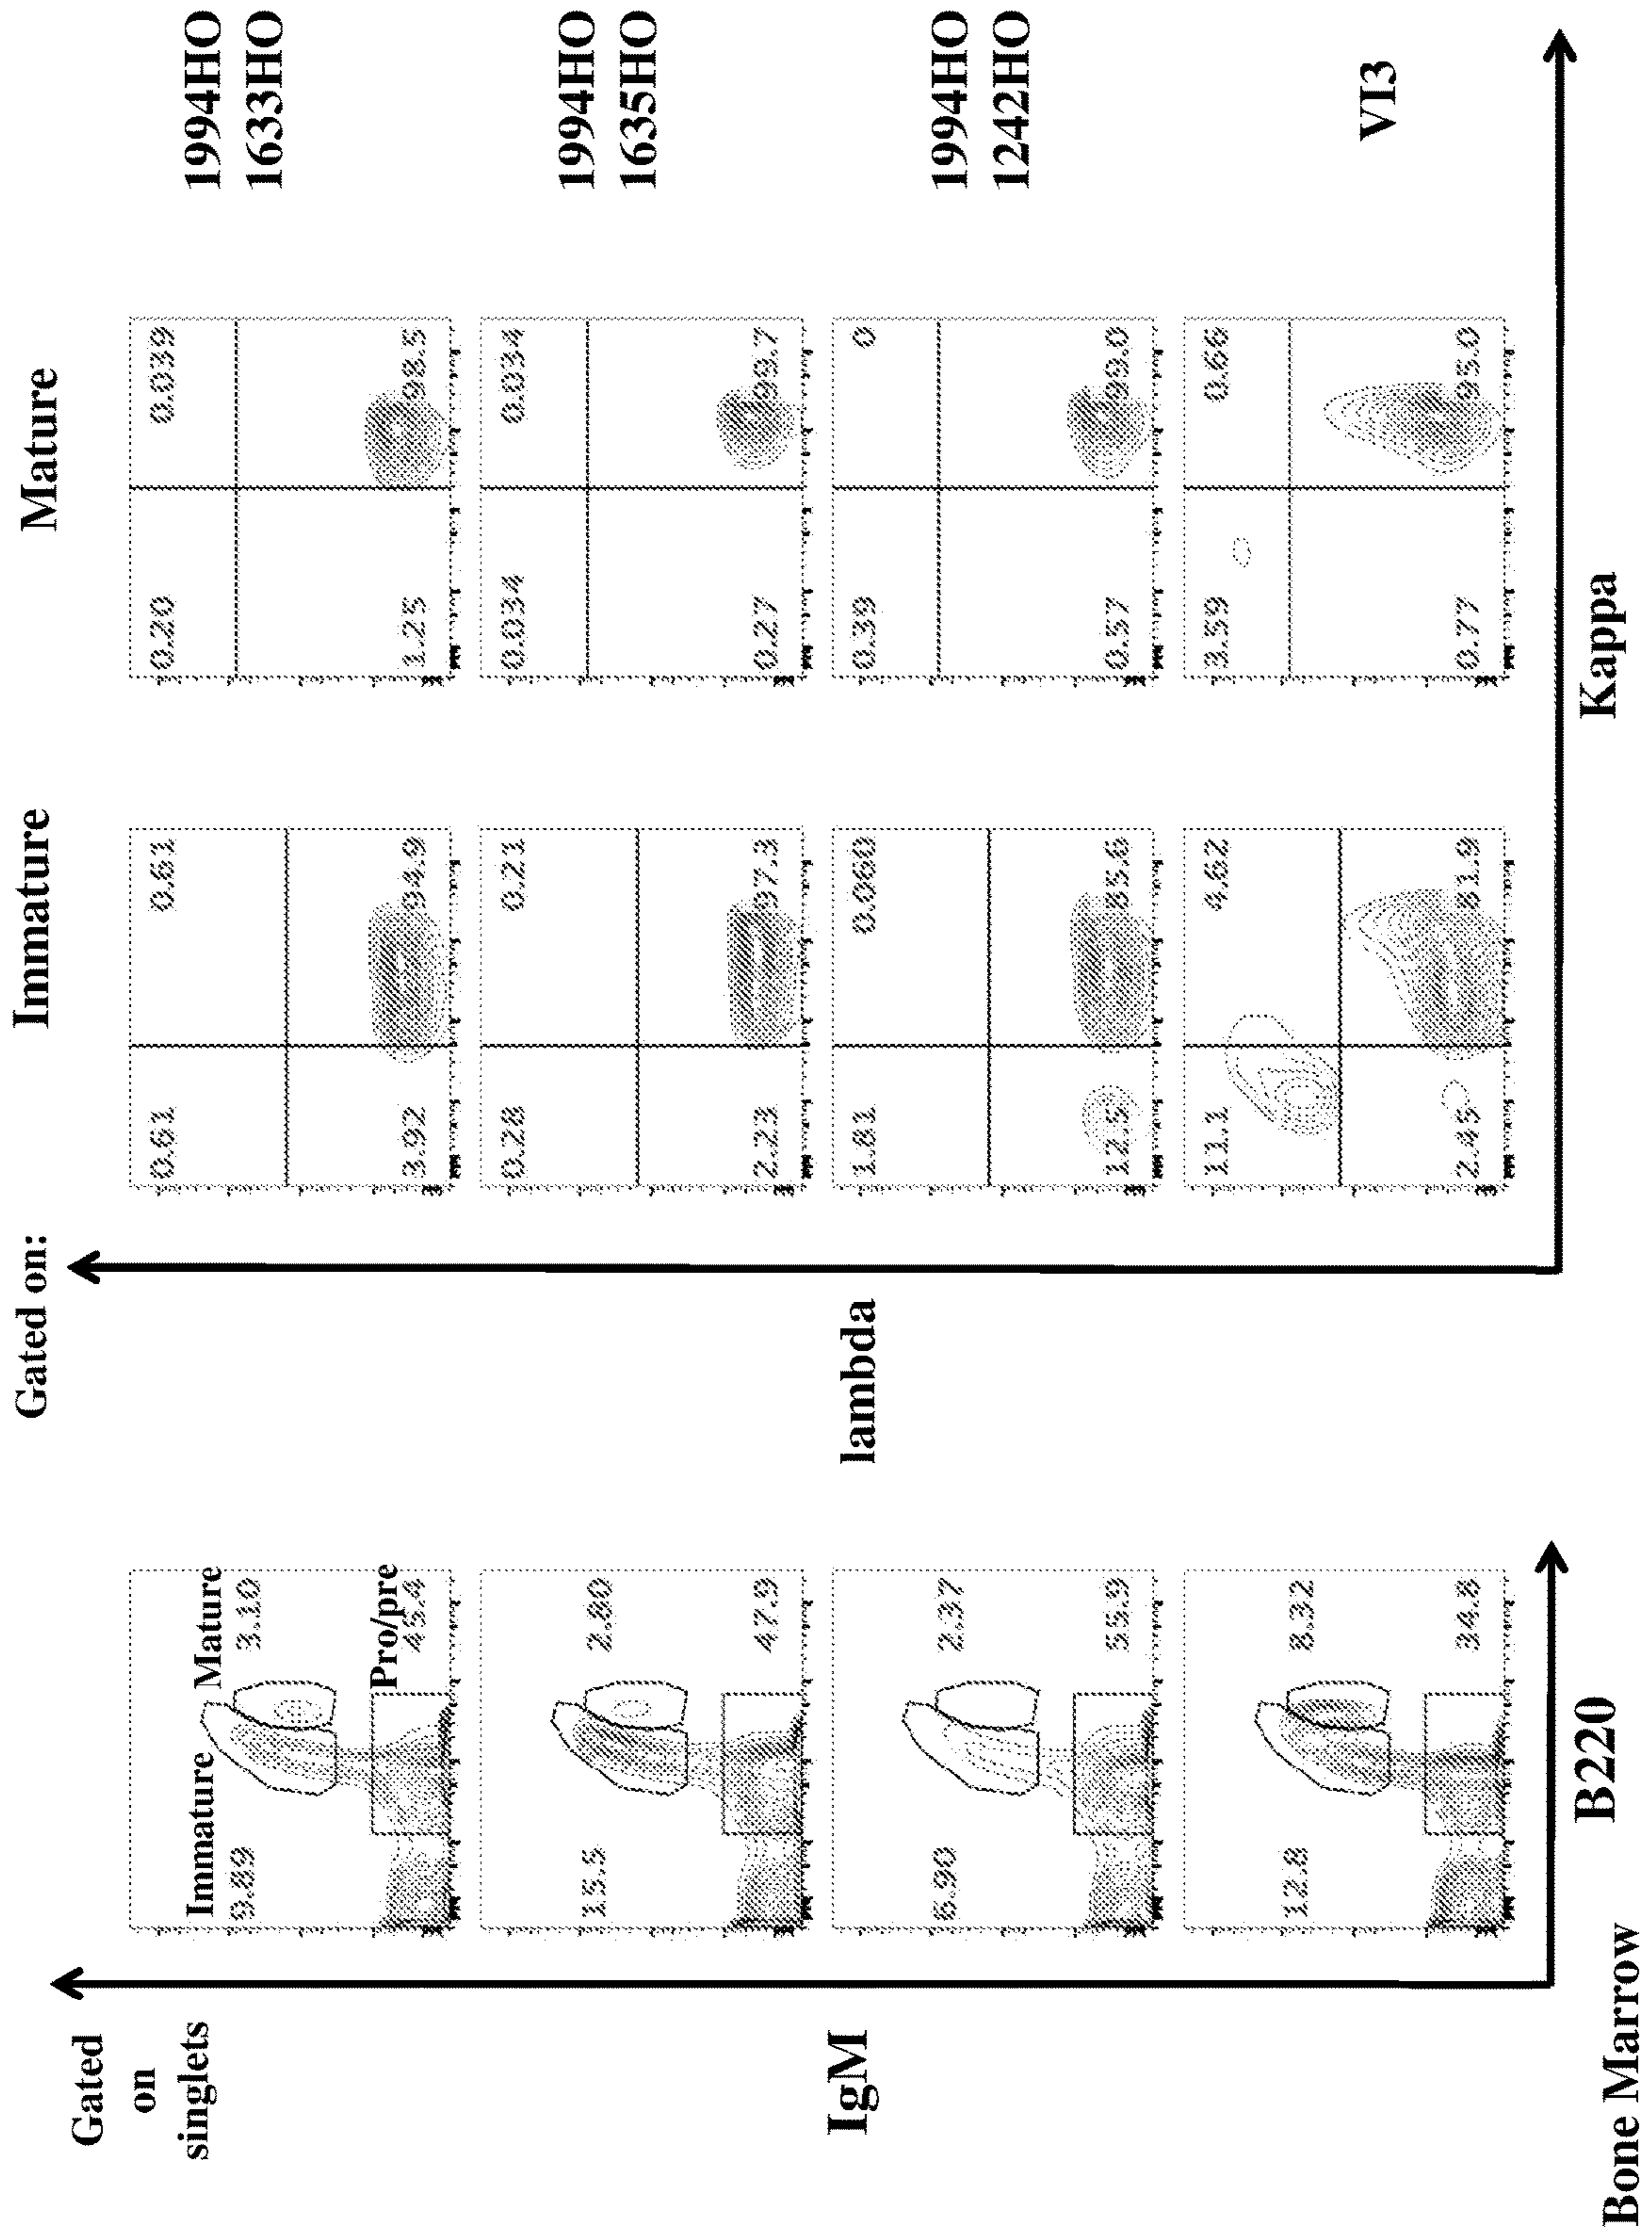 Gated
on
singlets
Gated on:
Immature
Mature
Immature
Mature
9.89
3.10
Pro/pre
45.4
0.61
0.61
3.92
94.9
0.20
0.039
1.25
98.5
1994HO
1633HO
15.5
2.80
47.9
0.28
0.21
2.23
97.3
0.034
0.034
0.27
99.7
1994HO
1635HO
IgM
lambda
6.90
2.37
55.9
1.81
0.060
12.5
85.6
0.39
0
0.57
99.0
1994HO
1242HO
12.8
8.32
34.8
11.1
4.62
2.45
81.9
3.59
0.66
0.77
95.0
VI3
B220
Kappa
Bone Marrow